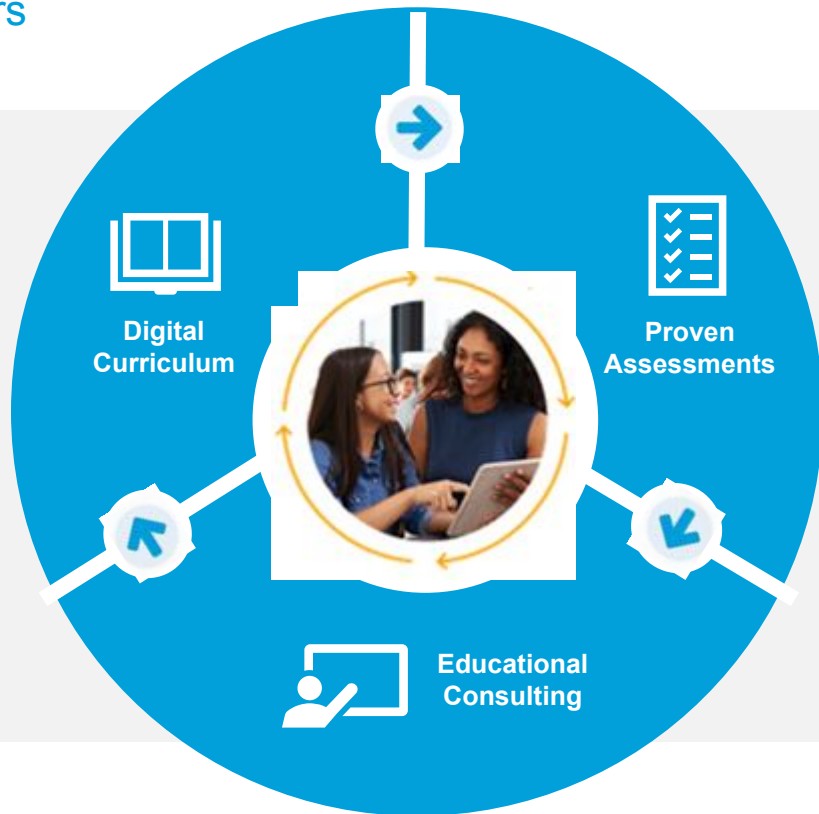 Digital
Curriculum
Proven
Assessments
Educational
Consulting